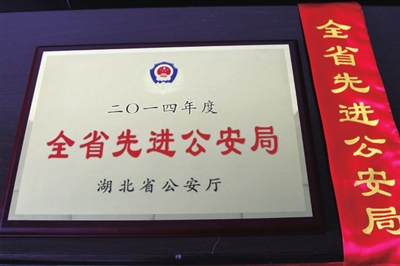 二〇一四年度
全省先进公安局
湖北省公安厅
全省先进公安局